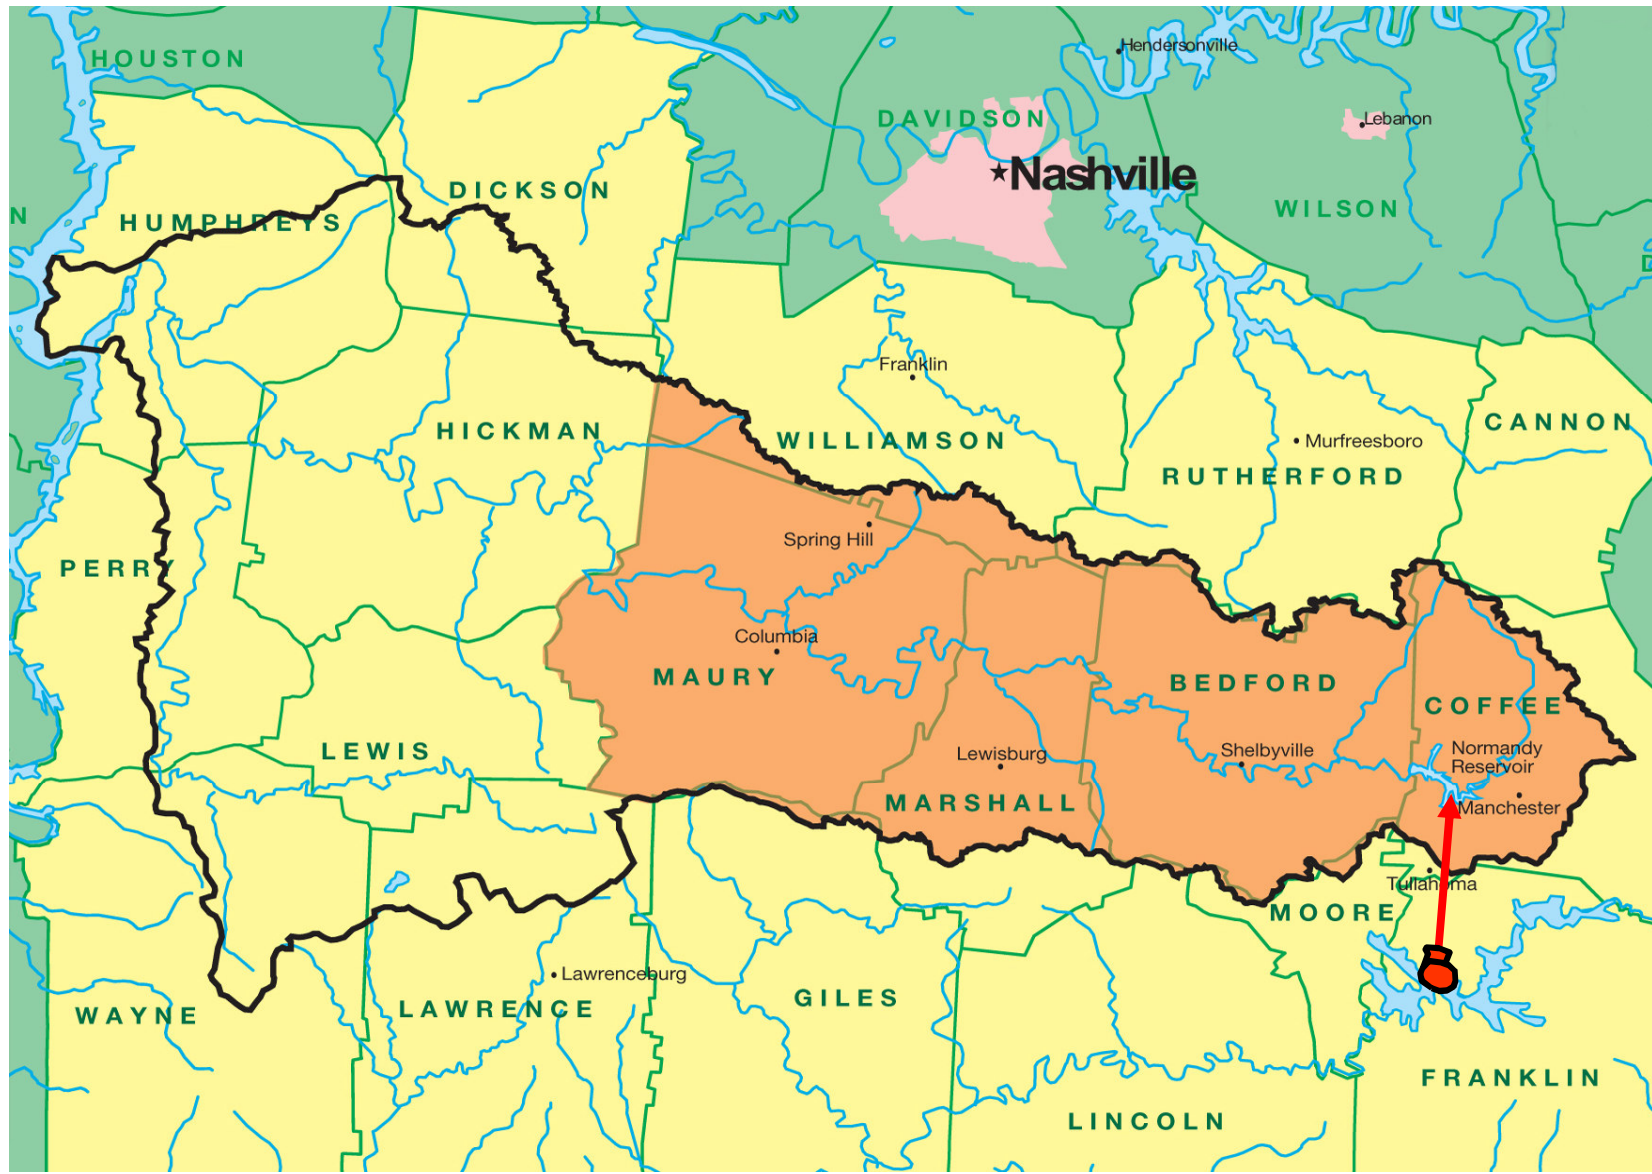 HOUSTON
Hendersonville
DAVIDSON
Lebanon
Nashville
DICKSON
N
HUMPHREYS
WILSON
D
Franklin
CANNON
HICKMAN
WILLIAMSON
Murfreesboro
RUTHERFORD
Spring Hill
PERRY
Columbia
MAURY
BEDFORD
COFFEE
LEWIS
Lewisburg
Shelbyville
Normandy
Reservoir
MARSHALL
Manchester
Tullahoma
MOORE
Lawrenceburg
GILES
LAWRENCE
WAYNE
FRANKLIN
LINCOLN